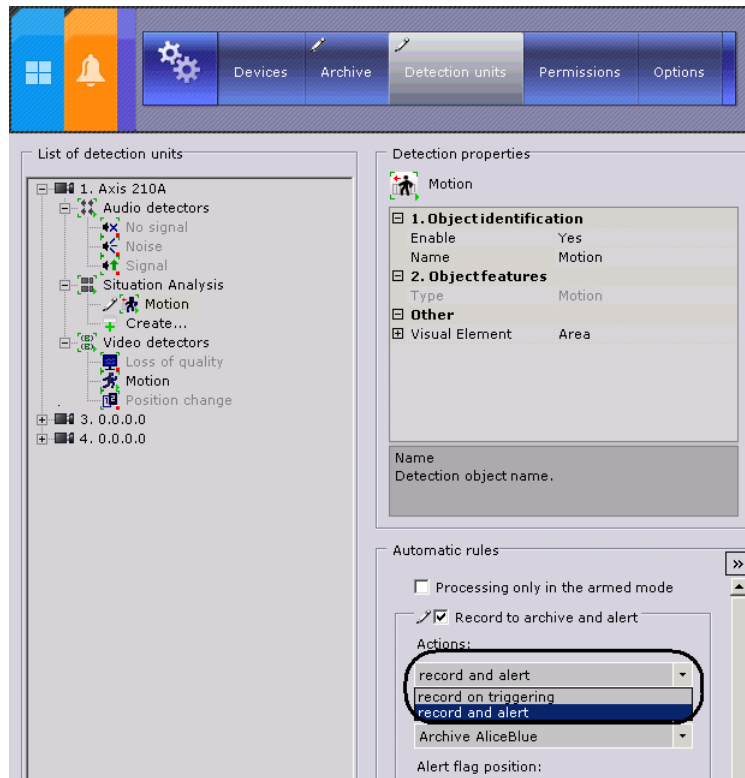 Devices
Archive
Detection units
Permissions
Options
List of detection units
1. Axis 210A
Audio detectors
No signal
Noise
Signal
Situation Analysis
Motion
Create...
Video detectors
Loss of quality
Motion
Position change
3. 0.0.0.0
4. 0.0.0.0
Detection properties
Motion
1. Object identification
Enable Yes
Name Motion
2. Object features
Type Motion
Other
Visual Element Area
Name
Detection object name.
Automatic rules
»
Processing only in the armed mode
Record to archive and alert
Actions:
record and alert
record on triggering
record and alert
Archive AliceBlue
Alert flag position: